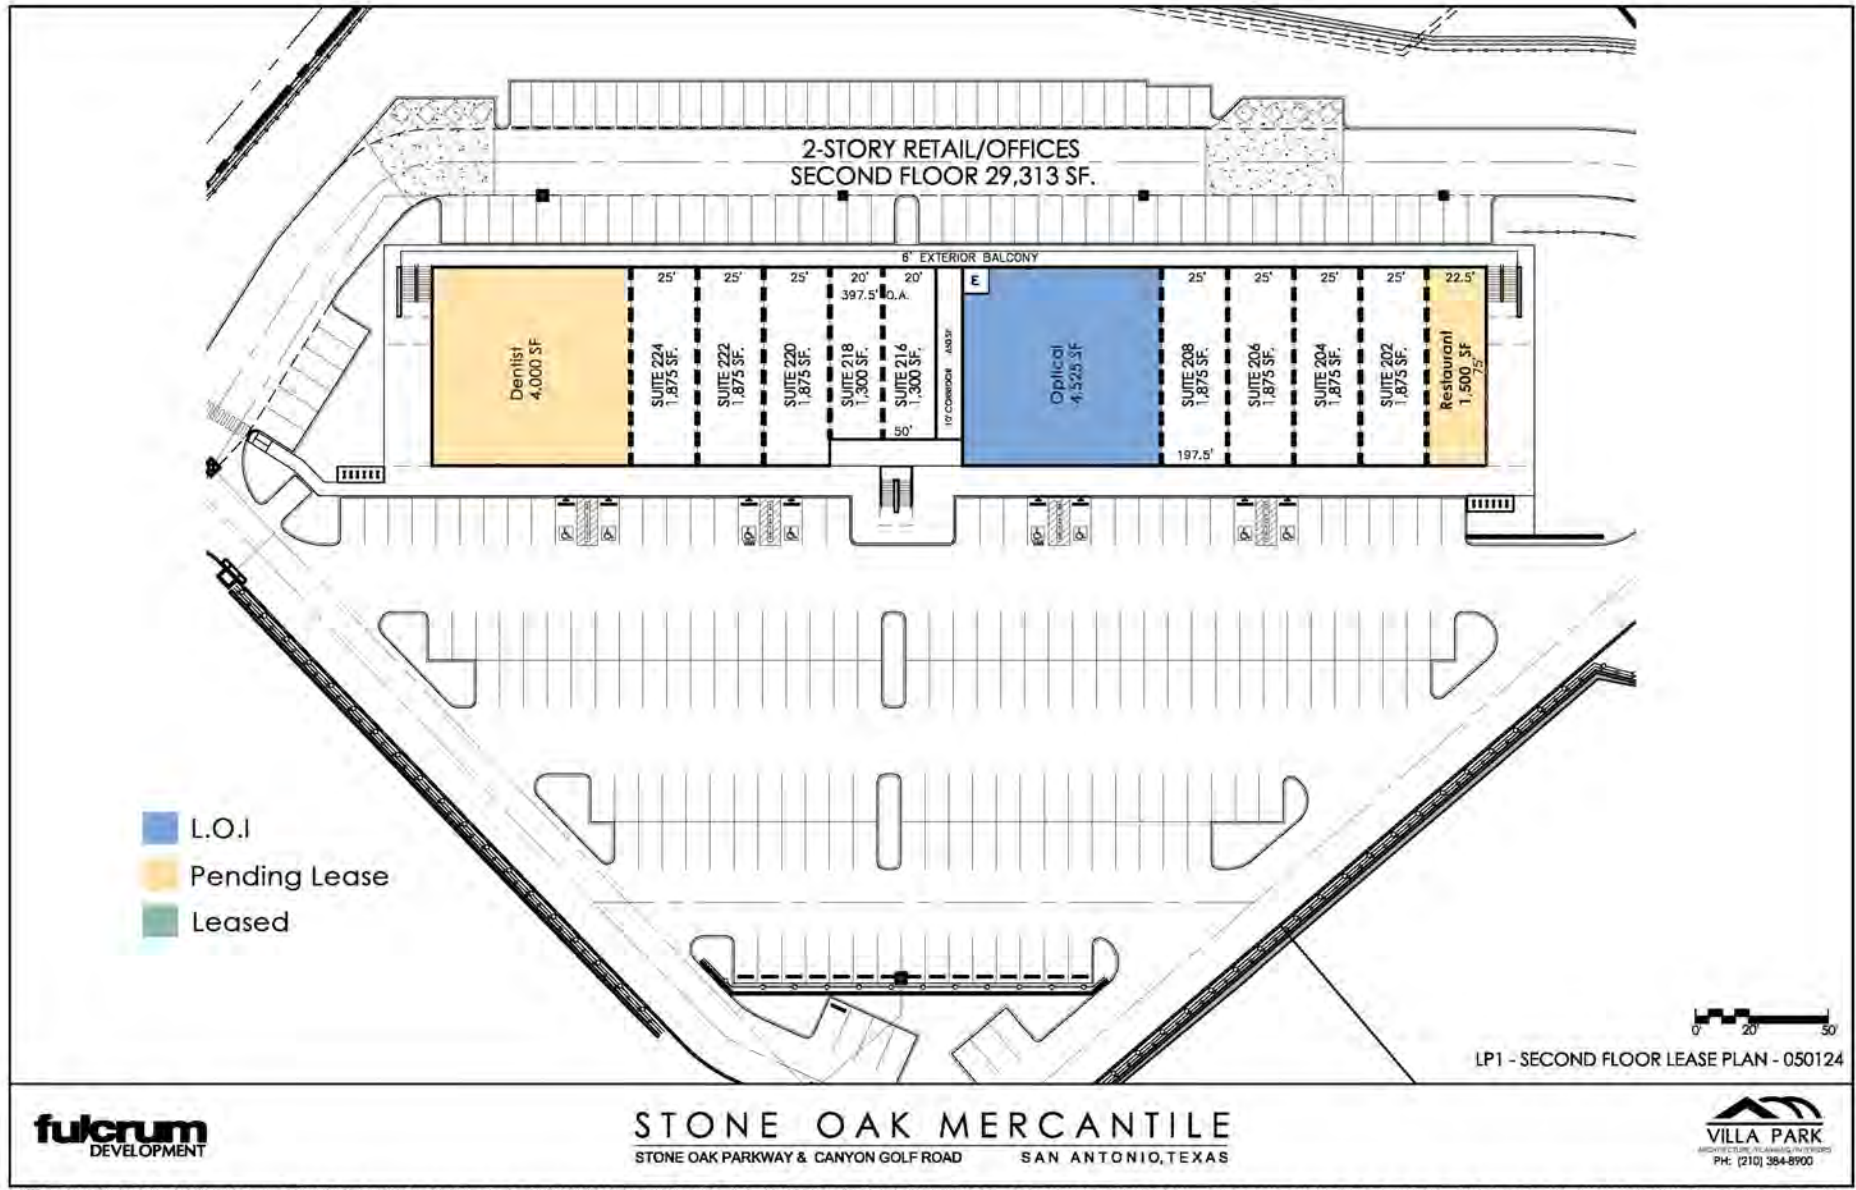 2-STORY RETAIL/OFFICES
SECOND FLOOR 29,313 SF.
6' EXTERIOR BALCONY
Dentist
4,000 SF
25'
SUITE 224
1,875 SF.
25'
SUITE 222
1,875 SF.
25'
SUITE 220
1,875 SF.
20'
397.5' O.A.
SUITE 218
1,300 SF.
20'
SUITE 216
1,300 SF.
50'
10' CORRIDOR
E
Optical
4,525 SF
25'
SUITE 208
1,875 SF.
197.5'
25'
SUITE 206
1,875 SF.
25'
SUITE 204
1,875 SF.
25'
SUITE 202
1,875 SF.
22.5'
Restaurant
1,500 SF
75'
L.O.I
Pending Lease
Leased
0' 20' 50'
LP1 - SECOND FLOOR LEASE PLAN - 050124
fulcrum
DEVELOPMENT
STONE OAK MERCANTILE
STONE OAK PARKWAY & CANYON GOLF ROAD SAN ANTONIO, TEXAS
VILLA PARK
ARCHITECTURE/PLANNING/INTERIORS
PH: (210) 384-8900